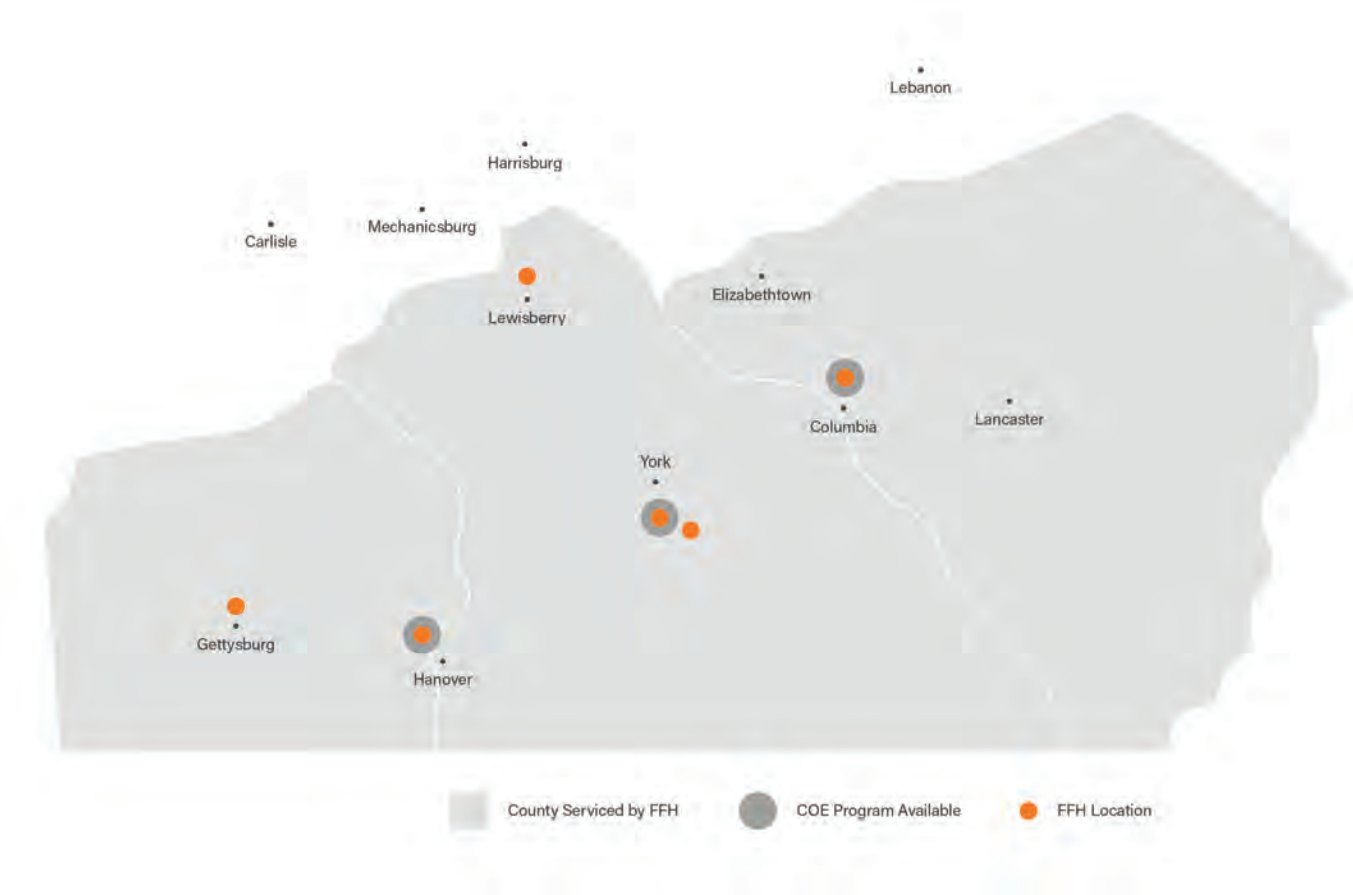 Lebanon
Harrisburg
Mechanicsburg
Carlisle
Elizabethtown
Lewisberry
Columbia
Lancaster
York
Gettysburg
Hanover
County Serviced by FFH
COE Program Available
FFH Location